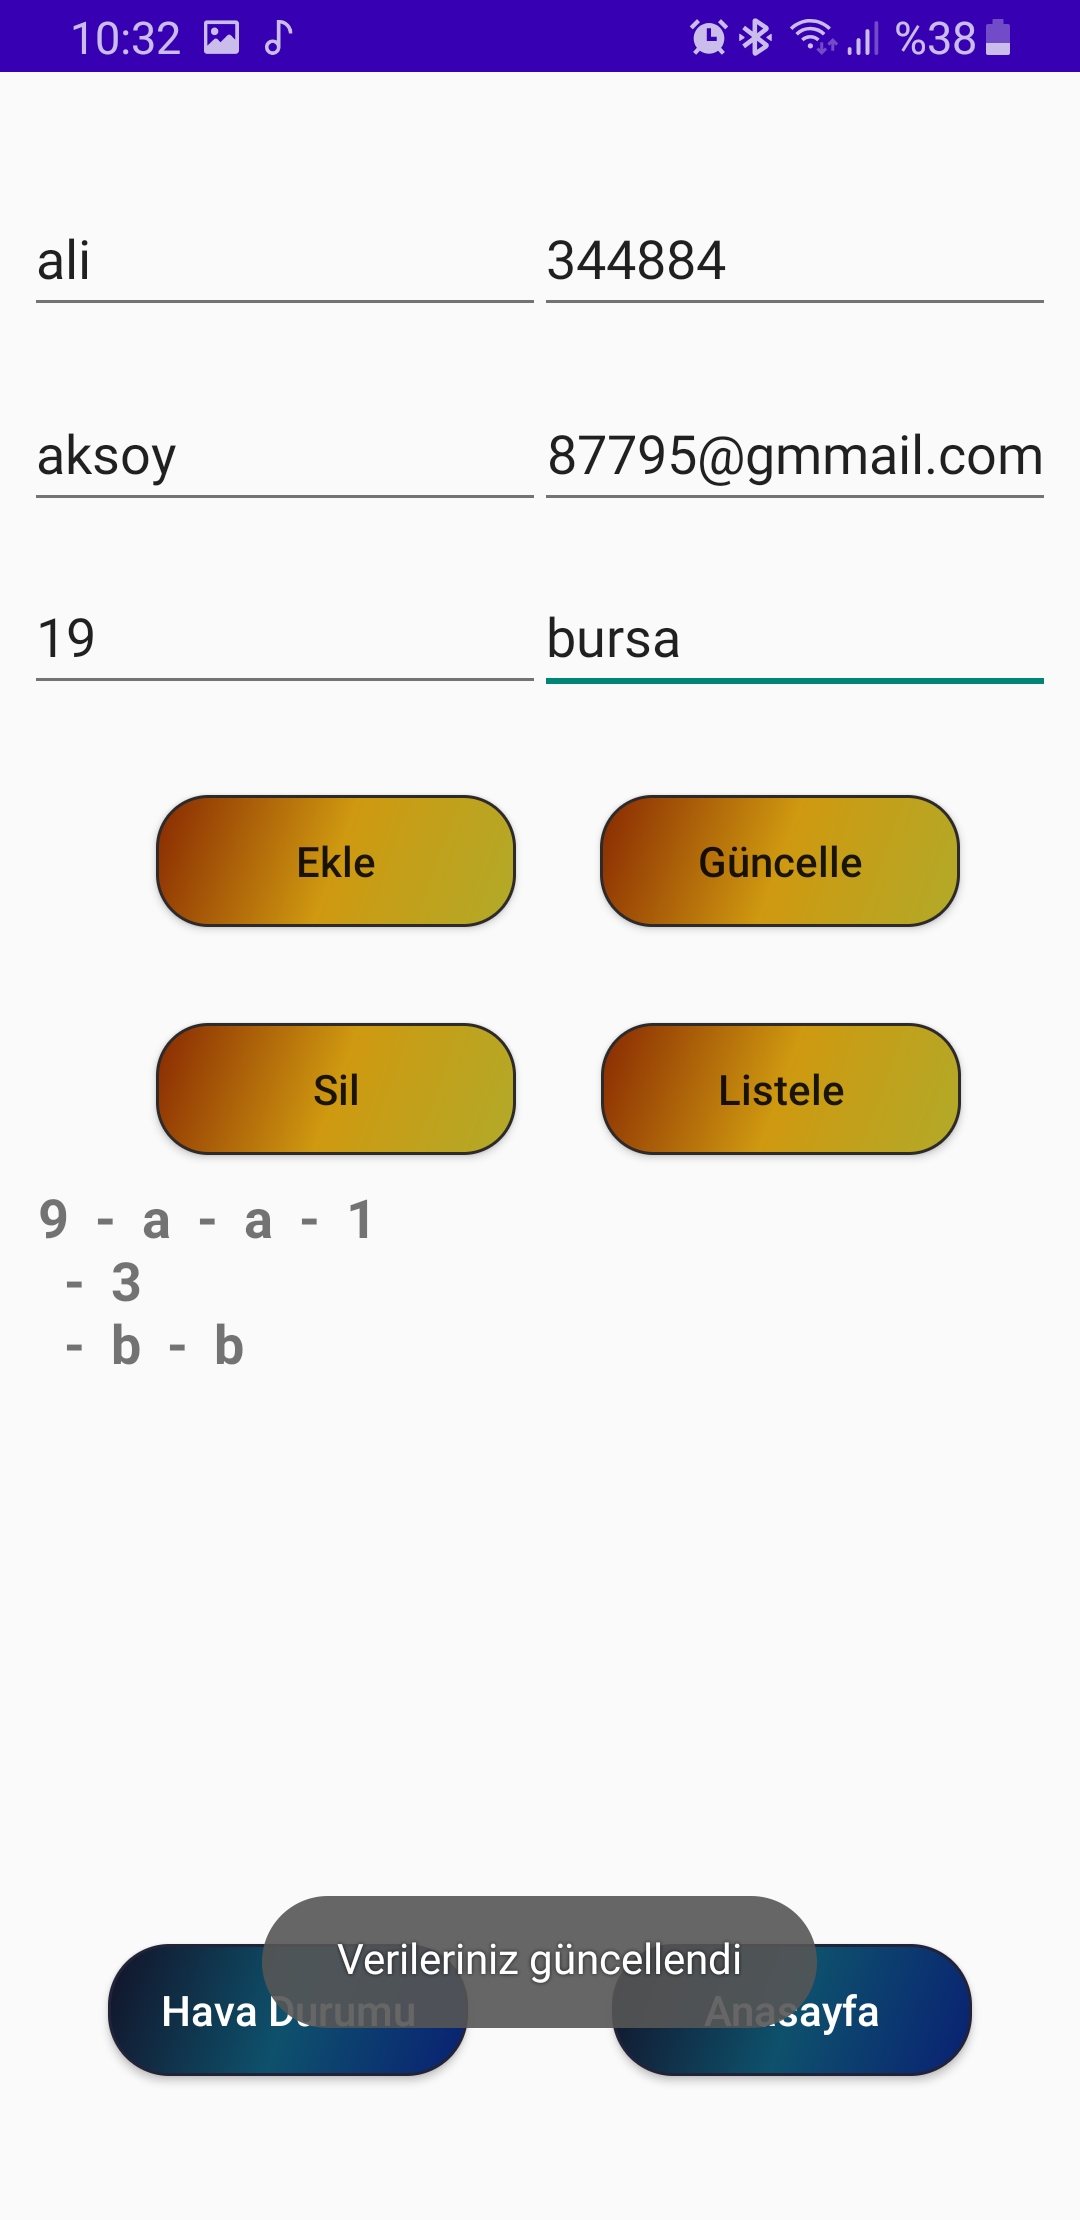 10:32 %38
ali 344884
aksoy 87795@gmmail.com
19 bursa
Ekle Güncelle
Sil Listele
9 - a - a - 1
- 3
- b - b
Verileriniz güncellendi
Hava Durumu Anasayfa